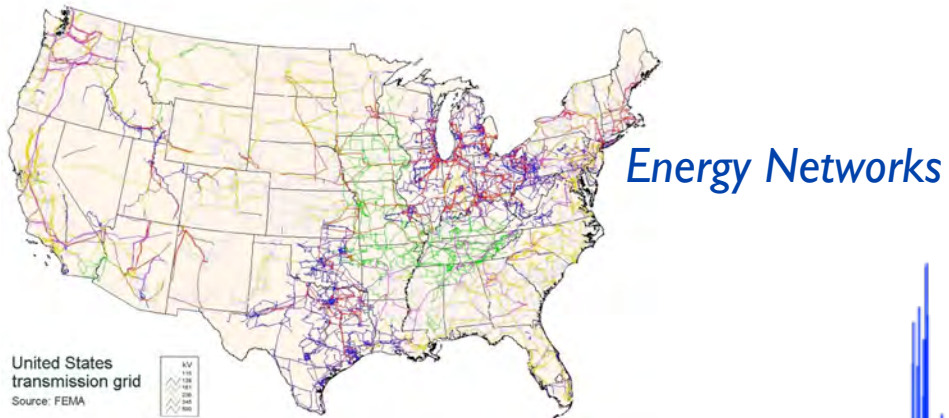 Energy Networks
United States
transmission grid
Source: FEMA
kV
115
138
161
230
345
500